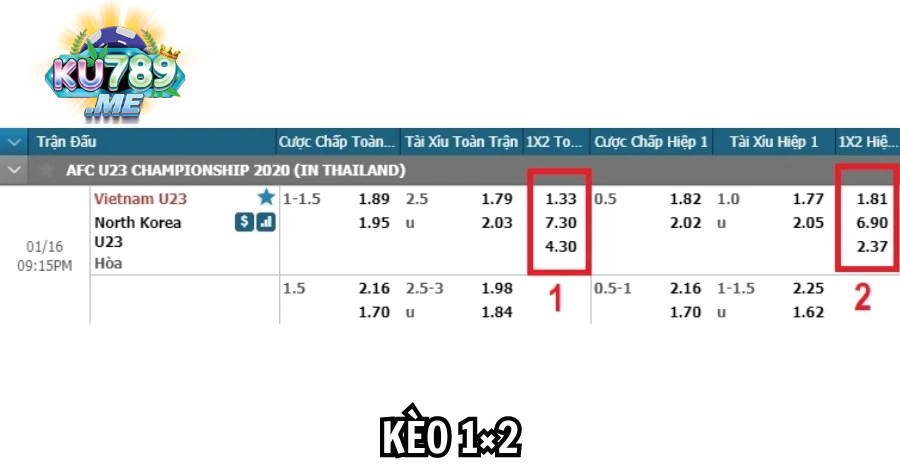 KU789
.ME
Trận Đấu Cược Chấp Toàn... Tài Xỉu Toàn Trận 1X2 To... Cược Chấp Hiệp 1 Tài Xỉu Hiệp 1 1X2 Hiệ...
AFC U23 CHAMPIONSHIP 2020 (IN THAILAND)
Vietnam U23 1-1.5 1.89 2.5 1.79 1.33 0.5 1.82 1.0 1.77 1.81
North Korea $ 1.95 u 2.03 7.30 2.02 u 2.05 6.90
U23 4.30 2.37
01/16
Hòa
09:15PM
1.5 2.16 2.5-3 1.98 1 0.5-1 2.16 1-1.5 2.25 2
1.70 u 1.84 1.70 u 1.62
KÈO 1×2